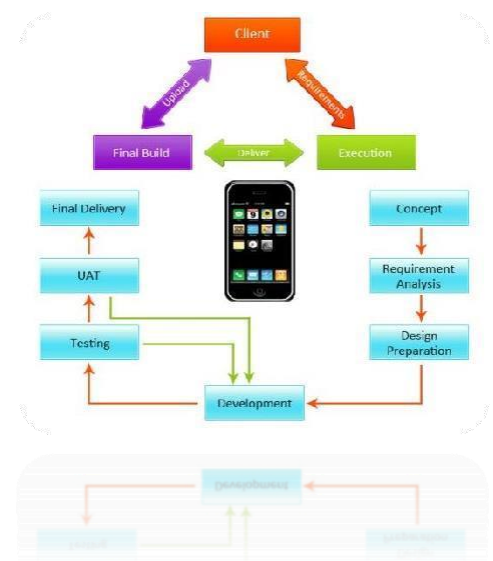 Client
Upload
Requirements
Final Build
Deliver
Execution
Final Delivery
Concept
UAT
Requirement
Analysis
Testing
Design
Preparation
Development